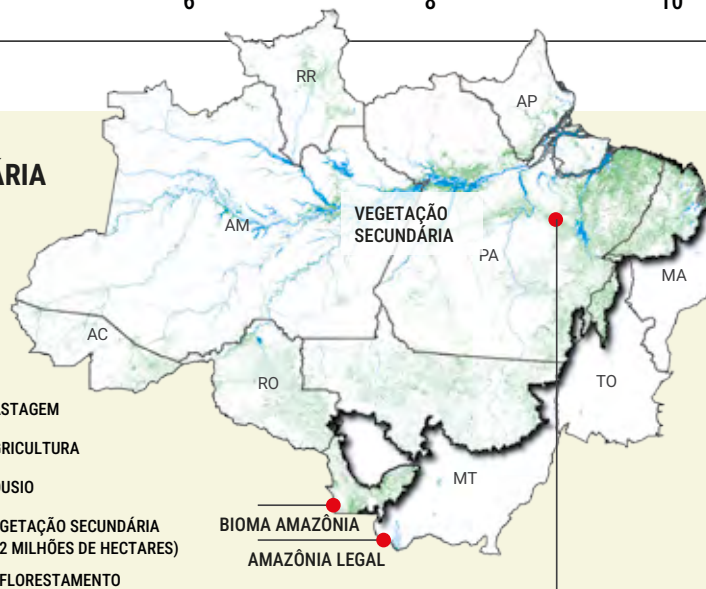 6 8 10
RR
AP
VEGETAÇÃO
SECUNDÁRIA
AM
PA
MA
AC
RO
TO
MT
BIOMA AMAZÔNIA
AMAZÔNIA LEGAL
ÁRIA
STAGEM
RICULTURA
USIO
GETAÇÃO SECUNDÁRIA
2 MILHÕES DE HECTARES)
FLORESTAMENTO